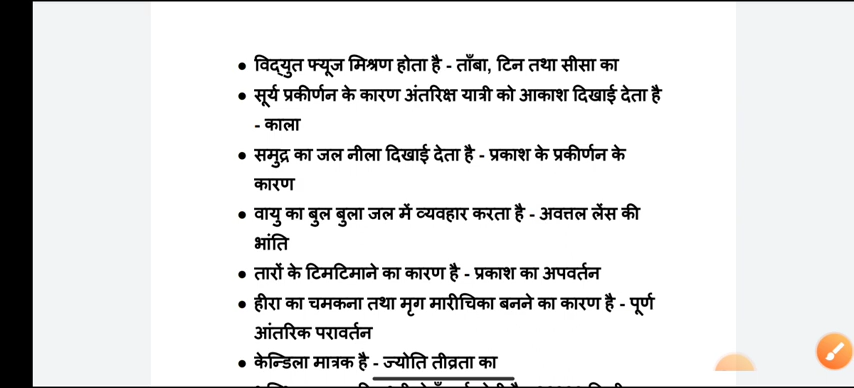 • विद्युत फ्यूज मिश्रण होता है - ताँबा, टिन तथा सीसा का
• सूर्य प्रकीर्णन के कारण अंतरिक्ष यात्री को आकाश दिखाई देता है
- काला
• समुद्र का जल नीला दिखाई देता है - प्रकाश के प्रकीर्णन के
कारण
• वायु का बुल बुला जल में व्यवहार करता है - अवत्तल लेंस की
भांति
• तारों के टिमटिमाने का कारण है - प्रकाश का अपवर्तन
• हीरा का चमकना तथा मृग मारीचिका बनने का कारण है - पूर्ण
आंतरिक परावर्तन
• केन्डिला मात्रक है - ज्योति तीव्रता का